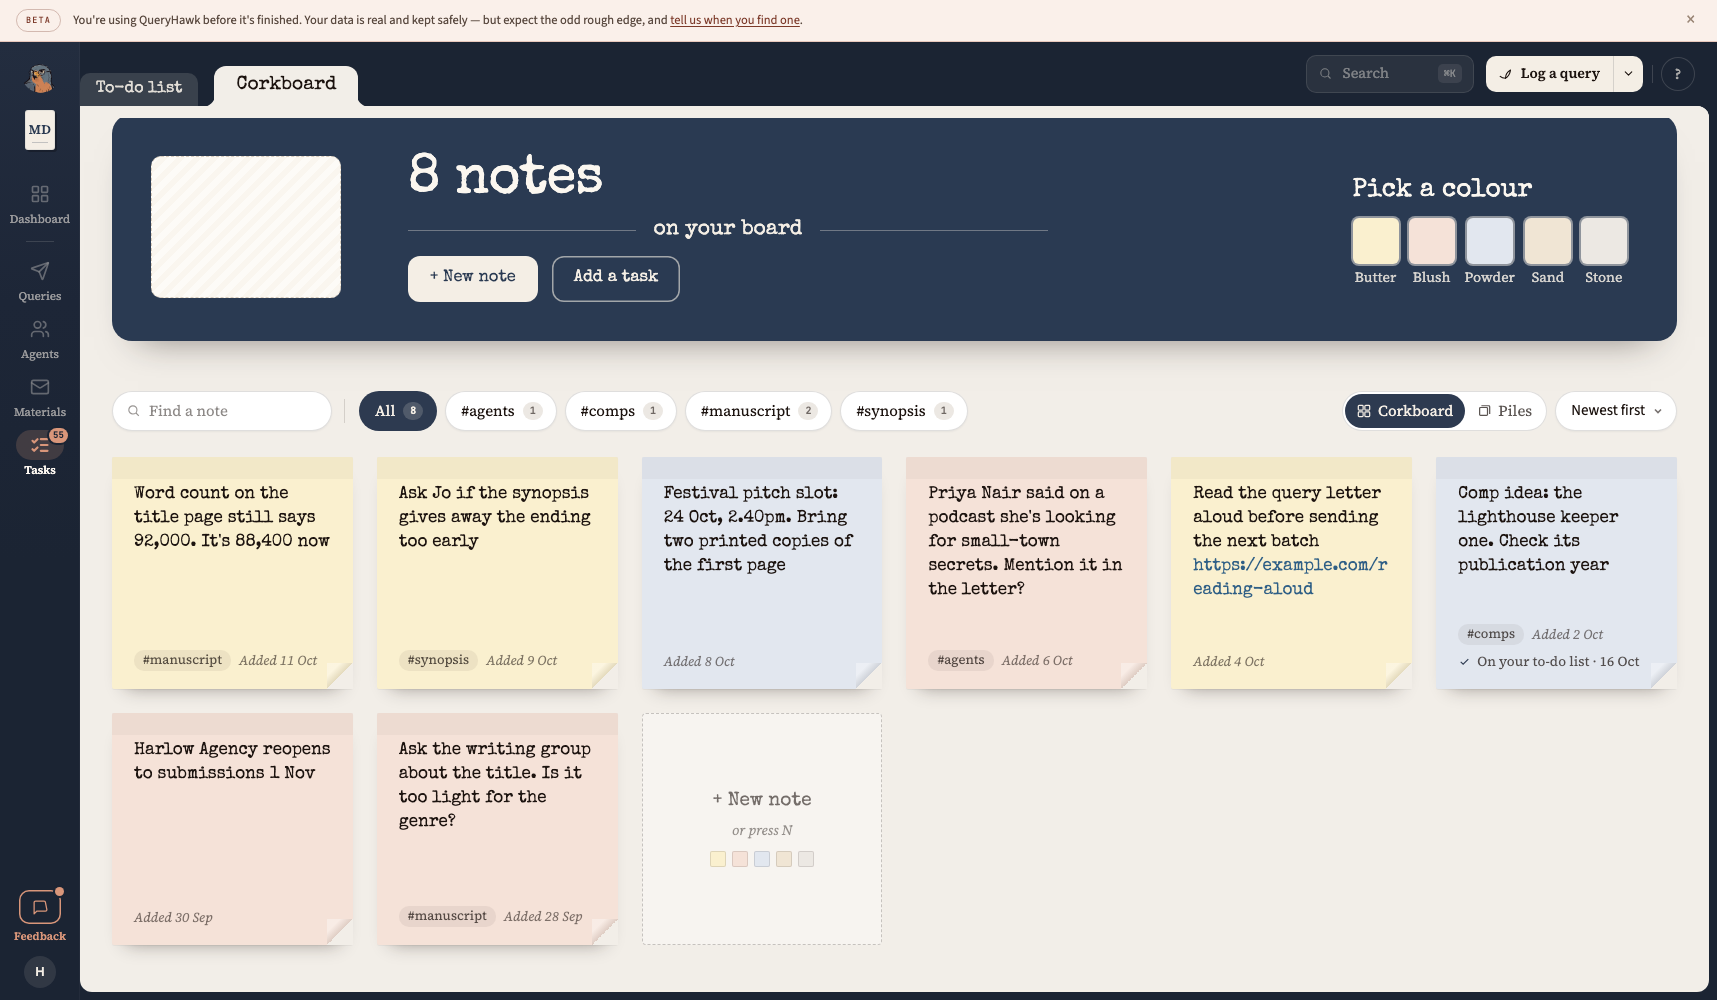 BETA
You're using QueryHawk before it's finished. Your data is real and kept safely — but expect the odd rough edge, and tell us when you find one.
×
To-do list
Corkboard
Search
⌘K
Log a query
?
MD
Dashboard
Queries
Agents
Materials
55
Tasks
Feedback
H
8 notes
on your board
+ New note
Add a task
Pick a colour
Butter
Blush
Powder
Sand
Stone
Find a note
All 8
#agents 1
#comps 1
#manuscript 2
#synopsis 1
Corkboard
Piles
Newest first
Word count on the
title page still says
92,000. It's 88,400 now
#manuscript Added 11 Oct
Ask Jo if the synopsis
gives away the ending
too early
#synopsis Added 9 Oct
Festival pitch slot:
24 Oct, 2.40pm. Bring
two printed copies of
the first page
Added 8 Oct
Priya Nair said on a
podcast she's looking
for small-town
secrets. Mention it in
the letter?
#agents Added 6 Oct
Read the query letter
aloud before sending
the next batch
https://example.com/r
eading-aloud
Added 4 Oct
Comp idea: the
lighthouse keeper
one. Check its
publication year
#comps Added 2 Oct
✓ On your to-do list · 16 Oct
Harlow Agency reopens
to submissions 1 Nov
Added 30 Sep
Ask the writing group
about the title. Is it
too light for the
genre?
#manuscript Added 28 Sep
+ New note
or press N